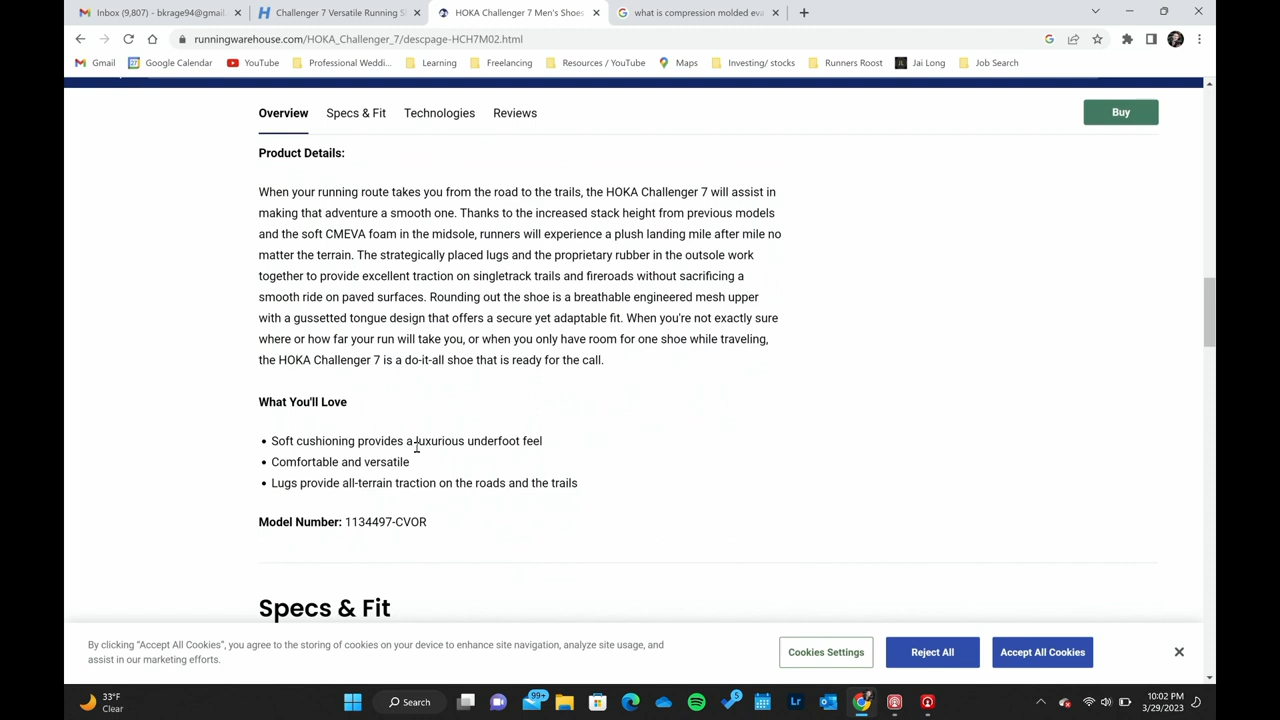 Inbox (9,807) - bkrage94@gmail.
Challenger 7 Versatile Running S
HOKA Challenger 7 Men's Shoes
what is compression molded eva
runningwarehouse.com/HOKA_Challenger_7/descpage-HCH7M02.html
Gmail
Google Calendar
YouTube
Professional Weddi...
Learning
Freelancing
Resources / YouTube
Maps
Investing/ stocks
Runners Roost
Jai Long
Job Search
Overview
Specs & Fit
Technologies
Reviews
Buy
Product Details:
When your running route takes you from the road to the trails, the HOKA Challenger 7 will assist in
making that adventure a smooth one. Thanks to the increased stack height from previous models
and the soft CMEVA foam in the midsole, runners will experience a plush landing mile after mile no
matter the terrain. The strategically placed lugs and the proprietary rubber in the outsole work
together to provide excellent traction on singletrack trails and fireroads without sacrificing a
smooth ride on paved surfaces. Rounding out the shoe is a breathable engineered mesh upper
with a gussetted tongue design that offers a secure yet adaptable fit. When you're not exactly sure
where or how far your run will take you, or when you only have room for one shoe while traveling,
the HOKA Challenger 7 is a do-it-all shoe that is ready for the call.
What You'll Love
• Soft cushioning provides a luxurious underfoot feel
• Comfortable and versatile
• Lugs provide all-terrain traction on the roads and the trails
Model Number: 1134497-CVOR
Specs & Fit
By clicking "Accept All Cookies", you agree to the storing of cookies on your device to enhance site navigation, analyze site usage, and
assist in our marketing efforts.
Cookies Settings
Reject All
Accept All Cookies
33°F
Clear
Search
99+
5
Lr
10:02 PM
3/29/2023